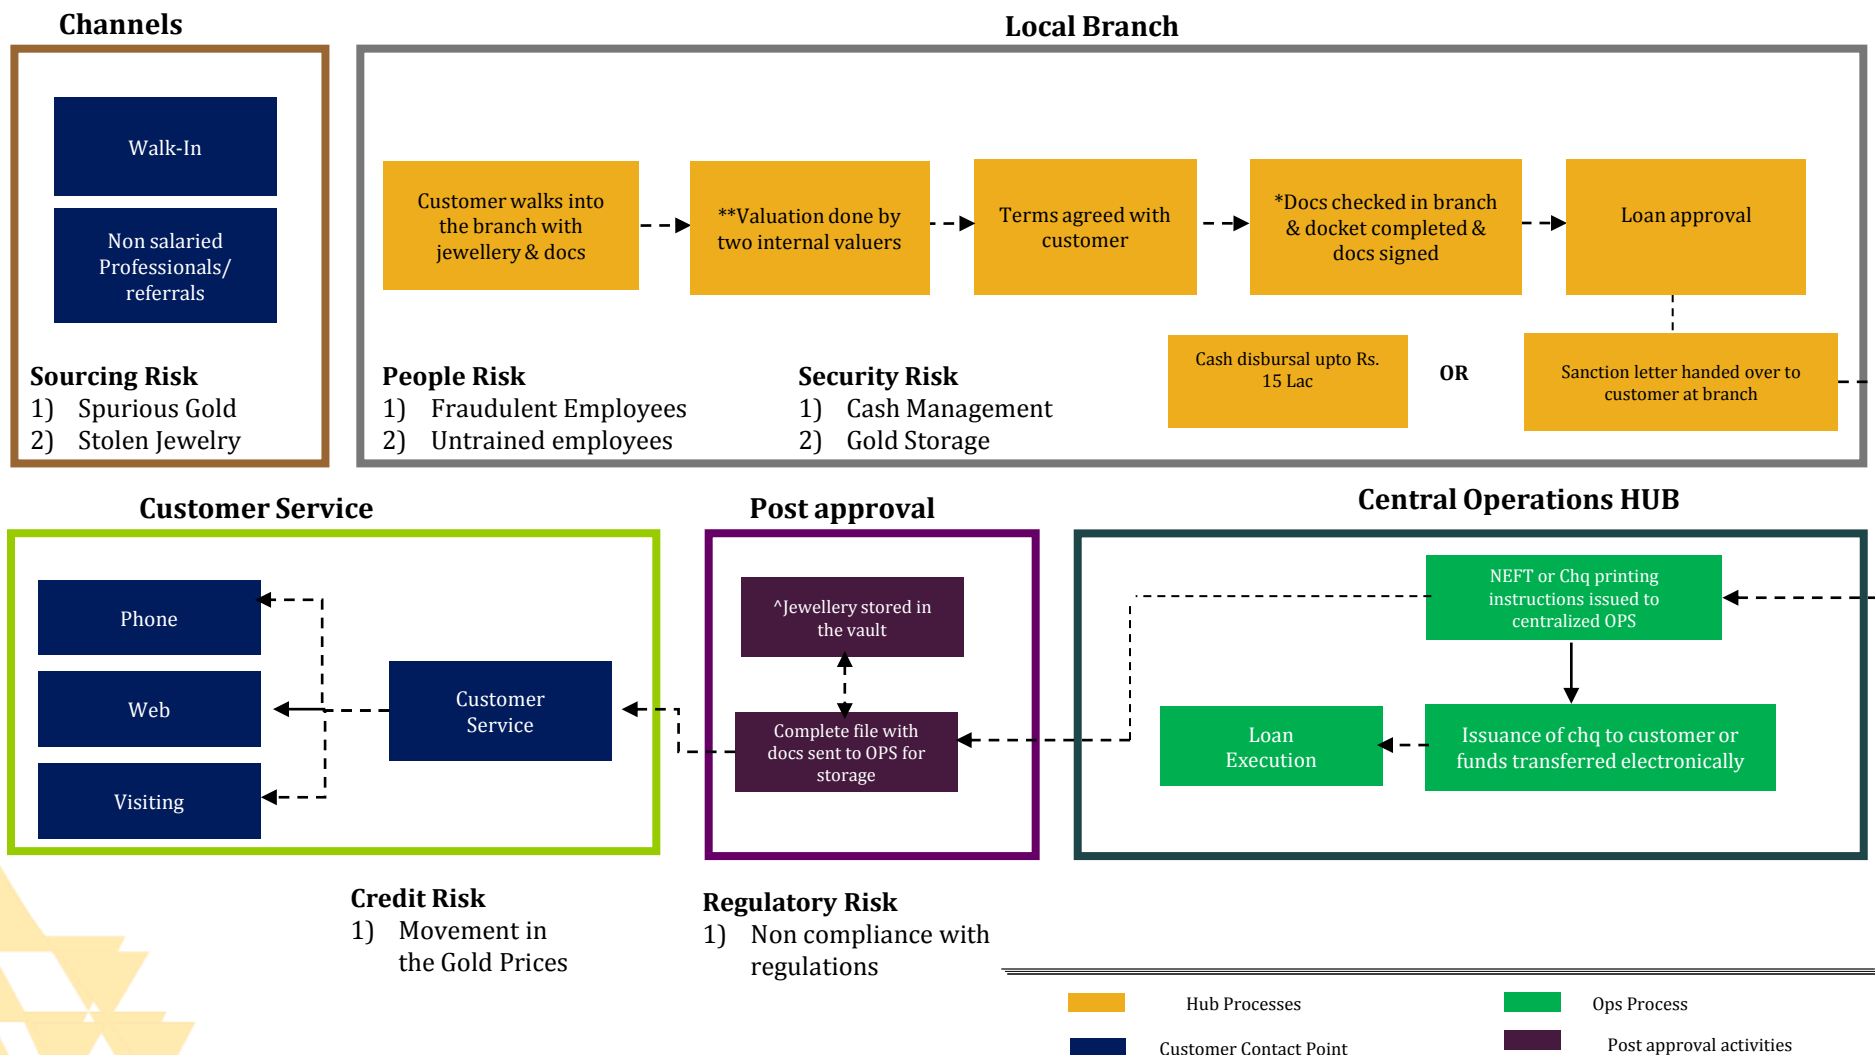 Channels
Local Branch
Walk-In
Non salaried
Professionals/
referrals
Sourcing Risk
1) Spurious Gold
2) Stolen Jewelry
Customer walks into
the branch with
jewellery & docs
**Valuation done by
two internal valuers
Terms agreed with
customer
*Docs checked in branch
& docket completed &
docs signed
Loan approval
Cash disbursal upto Rs.
15 Lac
OR
Sanction letter handed over to
customer at branch
People Risk
1) Fraudulent Employees
2) Untrained employees
Security Risk
1) Cash Management
2) Gold Storage
Customer Service
Post approval
Central Operations HUB
Phone
Web
Visiting
Customer
Service
^Jewellery stored in
the vault
Complete file with
docs sent to OPS for
storage
NEFT or Chq printing
instructions issued to
centralized OPS
Loan
Execution
Issuance of chq to customer or
funds transferred electronically
Credit Risk
1) Movement in
the Gold Prices
Regulatory Risk
1) Non compliance with
regulations
Hub Processes
Ops Process
Customer Contact Point
Post approval activities